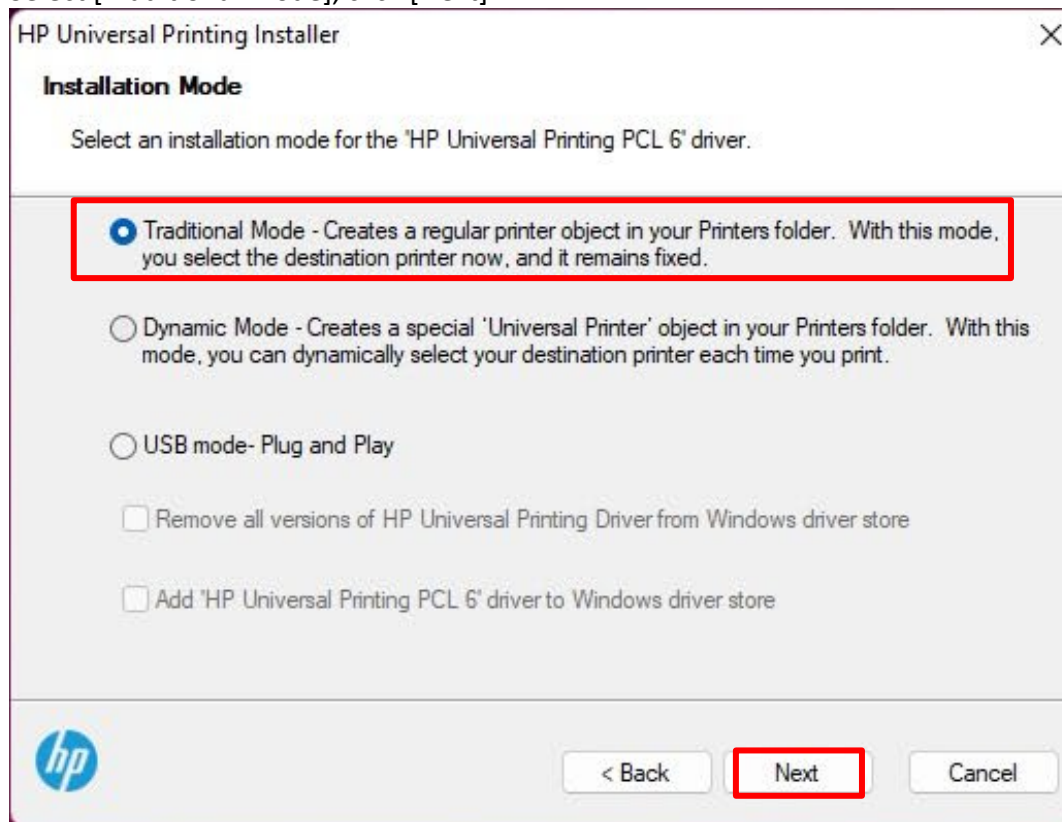 HP Universal Printing Installer
Installation Mode
Select an installation mode for the "HP Universal Printing PCL 6" driver.
Traditional Mode - Creates a regular printer object in your Printers folder. With this mode,
you select the destination printer now, and it remains fixed.
Dynamic Mode - Creates a special 'Universal Printer' object in your Printers folder. With this
mode, you can dynamically select your destination printer each time you print.
USB mode- Plug and Play
Remove all versions of HP Universal Printing Driver from Windows driver store
Add "HP Universal Printing PCL 6" driver to Windows driver store
hp
< Back Next Cancel